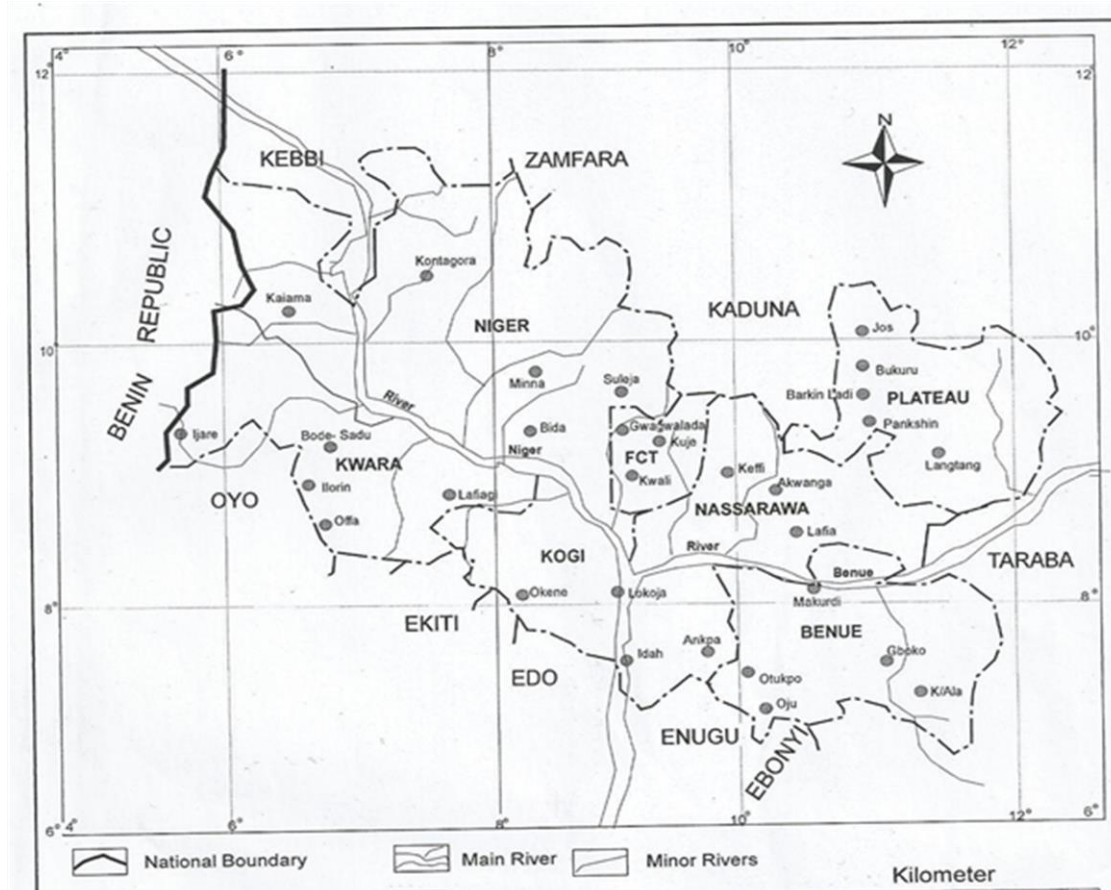 6°
8°
10°
12°
12°
12°
N
KEBBI
ZAMFARA
BENIN REPUBLIC
Kontagora
Kaiama
KADUNA
NIGER
Jos
10°
10°
Minna
Suleja
Bukuru
Barkin Ladi
PLATEAU
River
Ijare
Bode- Sadu
Bida
Gwagwalada
Pankshin
Niger
Kuje
KWARA
FCT
Keffi
Langtang
Kwali
OYO
Ilorin
Lafiagi
Akwanga
NASSARAWA
Offa
Lafia
KOGI
River
TARABA
Benue
Okene
Lokoja
Makurdi
8°
8°
EKITI
BENUE
Ankpa
Idah
Gboko
EDO
Otukpo
K/Ala
Oju
ENUGU
EBONYI
6°
4°
6°
8°
10°
12°
6°
National Boundary
Main River
Minor Rivers
Kilometer